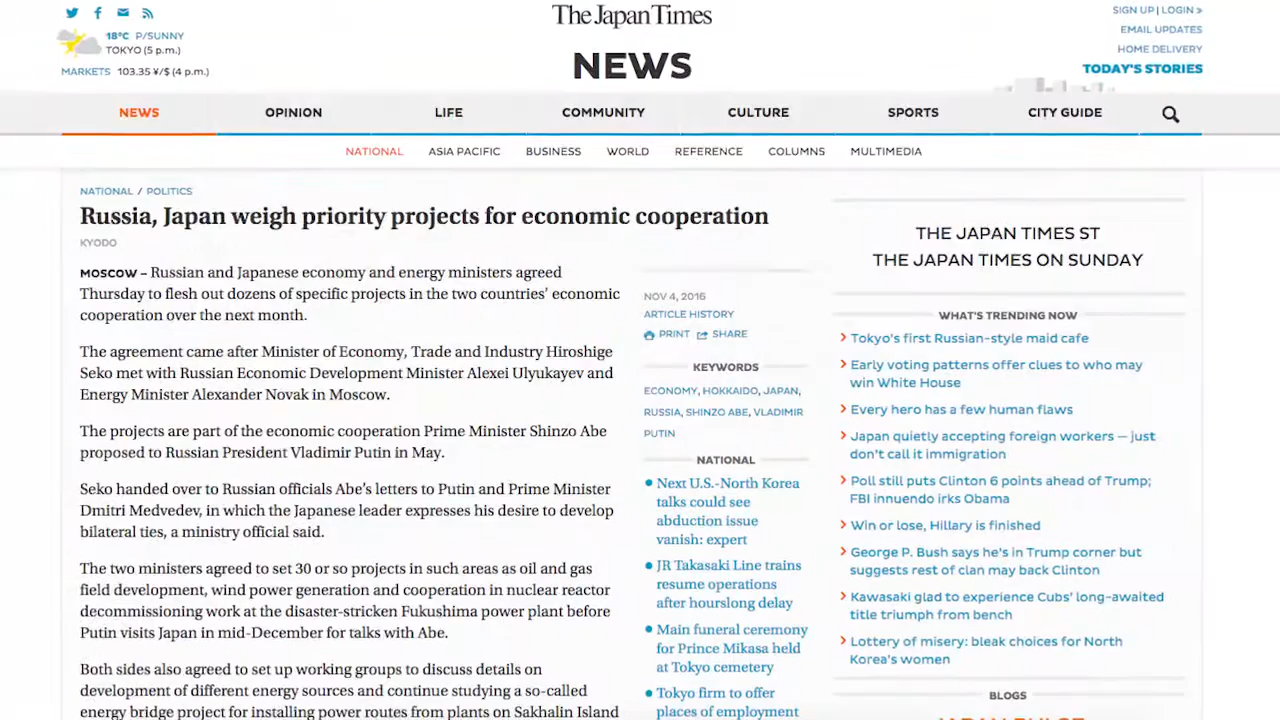 The Japan Times
SIGN UP | LOGIN »
18°C P/SUNNY
TOKYO (5 p.m.)
EMAIL UPDATES
HOME DELIVERY
MARKETS 103.35 ¥/$ (4 p.m.)
NEWS
TODAY'S STORIES
NEWS OPINION LIFE COMMUNITY CULTURE SPORTS CITY GUIDE
NATIONAL ASIA PACIFIC BUSINESS WORLD REFERENCE COLUMNS MULTIMEDIA
NATIONAL / POLITICS
Russia, Japan weigh priority projects for economic cooperation
KYODO
MOSCOW – Russian and Japanese economy and energy ministers agreed
Thursday to flesh out dozens of specific projects in the two countries’ economic
cooperation over the next month.
The agreement came after Minister of Economy, Trade and Industry Hiroshige
Seko met with Russian Economic Development Minister Alexei Ulyukayev and
Energy Minister Alexander Novak in Moscow.
The projects are part of the economic cooperation Prime Minister Shinzo Abe
proposed to Russian President Vladimir Putin in May.
Seko handed over to Russian officials Abe’s letters to Putin and Prime Minister
Dmitri Medvedev, in which the Japanese leader expresses his desire to develop
bilateral ties, a ministry official said.
The two ministers agreed to set 30 or so projects in such areas as oil and gas
field development, wind power generation and cooperation in nuclear reactor
decommissioning work at the disaster-stricken Fukushima power plant before
Putin visits Japan in mid-December for talks with Abe.
Both sides also agreed to set up working groups to discuss details on
development of different energy sources and continue studying a so-called
energy bridge project for installing power routes from plants on Sakhalin Island
NOV 4, 2016
ARTICLE HISTORY
PRINT SHARE
KEYWORDS
ECONOMY, HOKKAIDO, JAPAN,
RUSSIA, SHINZO ABE, VLADIMIR
PUTIN
NATIONAL
Next U.S.-North Korea
talks could see
abduction issue
vanish: expert
JR Takasaki Line trains
resume operations
after hourslong delay
Main funeral ceremony
for Prince Mikasa held
at Tokyo cemetery
Tokyo firm to offer
places of employment
THE JAPAN TIMES ST
THE JAPAN TIMES ON SUNDAY
WHAT'S TRENDING NOW
Tokyo's first Russian-style maid cafe
Early voting patterns offer clues to who may
win White House
Every hero has a few human flaws
Japan quietly accepting foreign workers — just
don't call it immigration
Poll still puts Clinton 6 points ahead of Trump;
FBI innuendo irks Obama
Win or lose, Hillary is finished
George P. Bush says he's in Trump corner but
suggests rest of clan may back Clinton
Kawasaki glad to experience Cubs' long-awaited
title triumph from bench
Lottery of misery: bleak choices for North
Korea's women
BLOGS